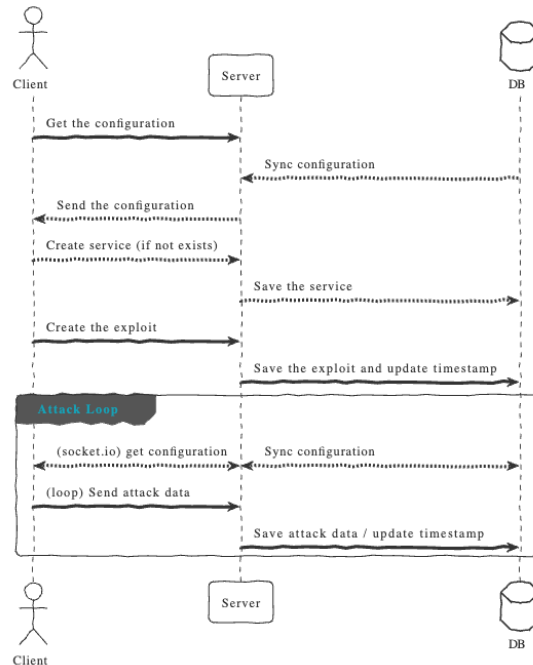 Client
Server
DB
Get the configuration
Sync configuration
Send the configuration
Create service (if not exists)
Save the service
Create the exploit
Save the exploit and update timestamp
Attack Loop
(socket.io) get configuration
Sync configuration
(loop) Send attack data
Save attack data / update timestamp
Client
Server
DB